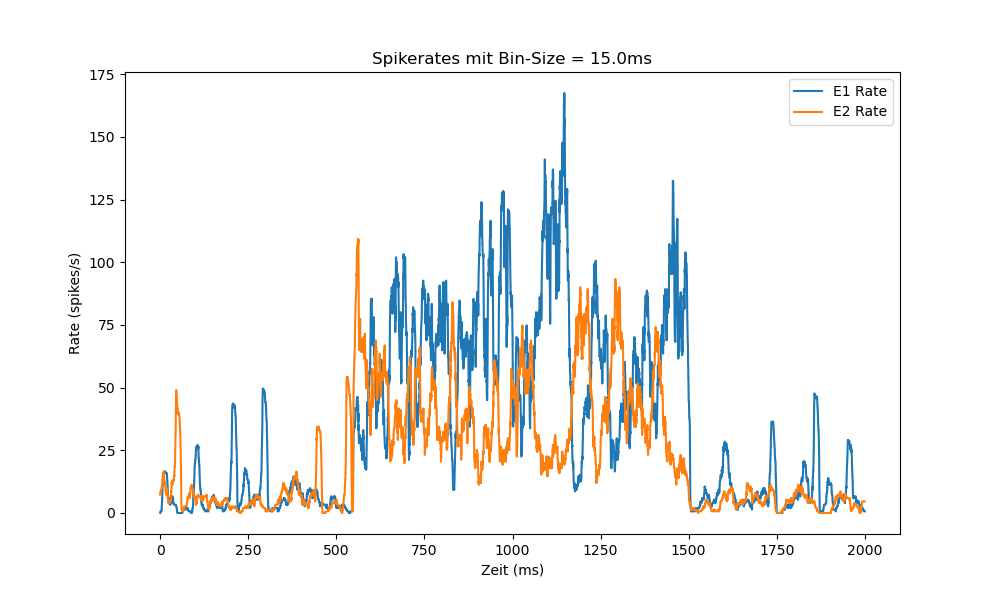 Spikerates mit Bin-Size = 15.0ms
E1 Rate
E2 Rate
175
150
125
100
75
50
25
0
Rate (spikes/s)
0 250 500 750 1000 1250 1500 1750 2000
Zeit (ms)